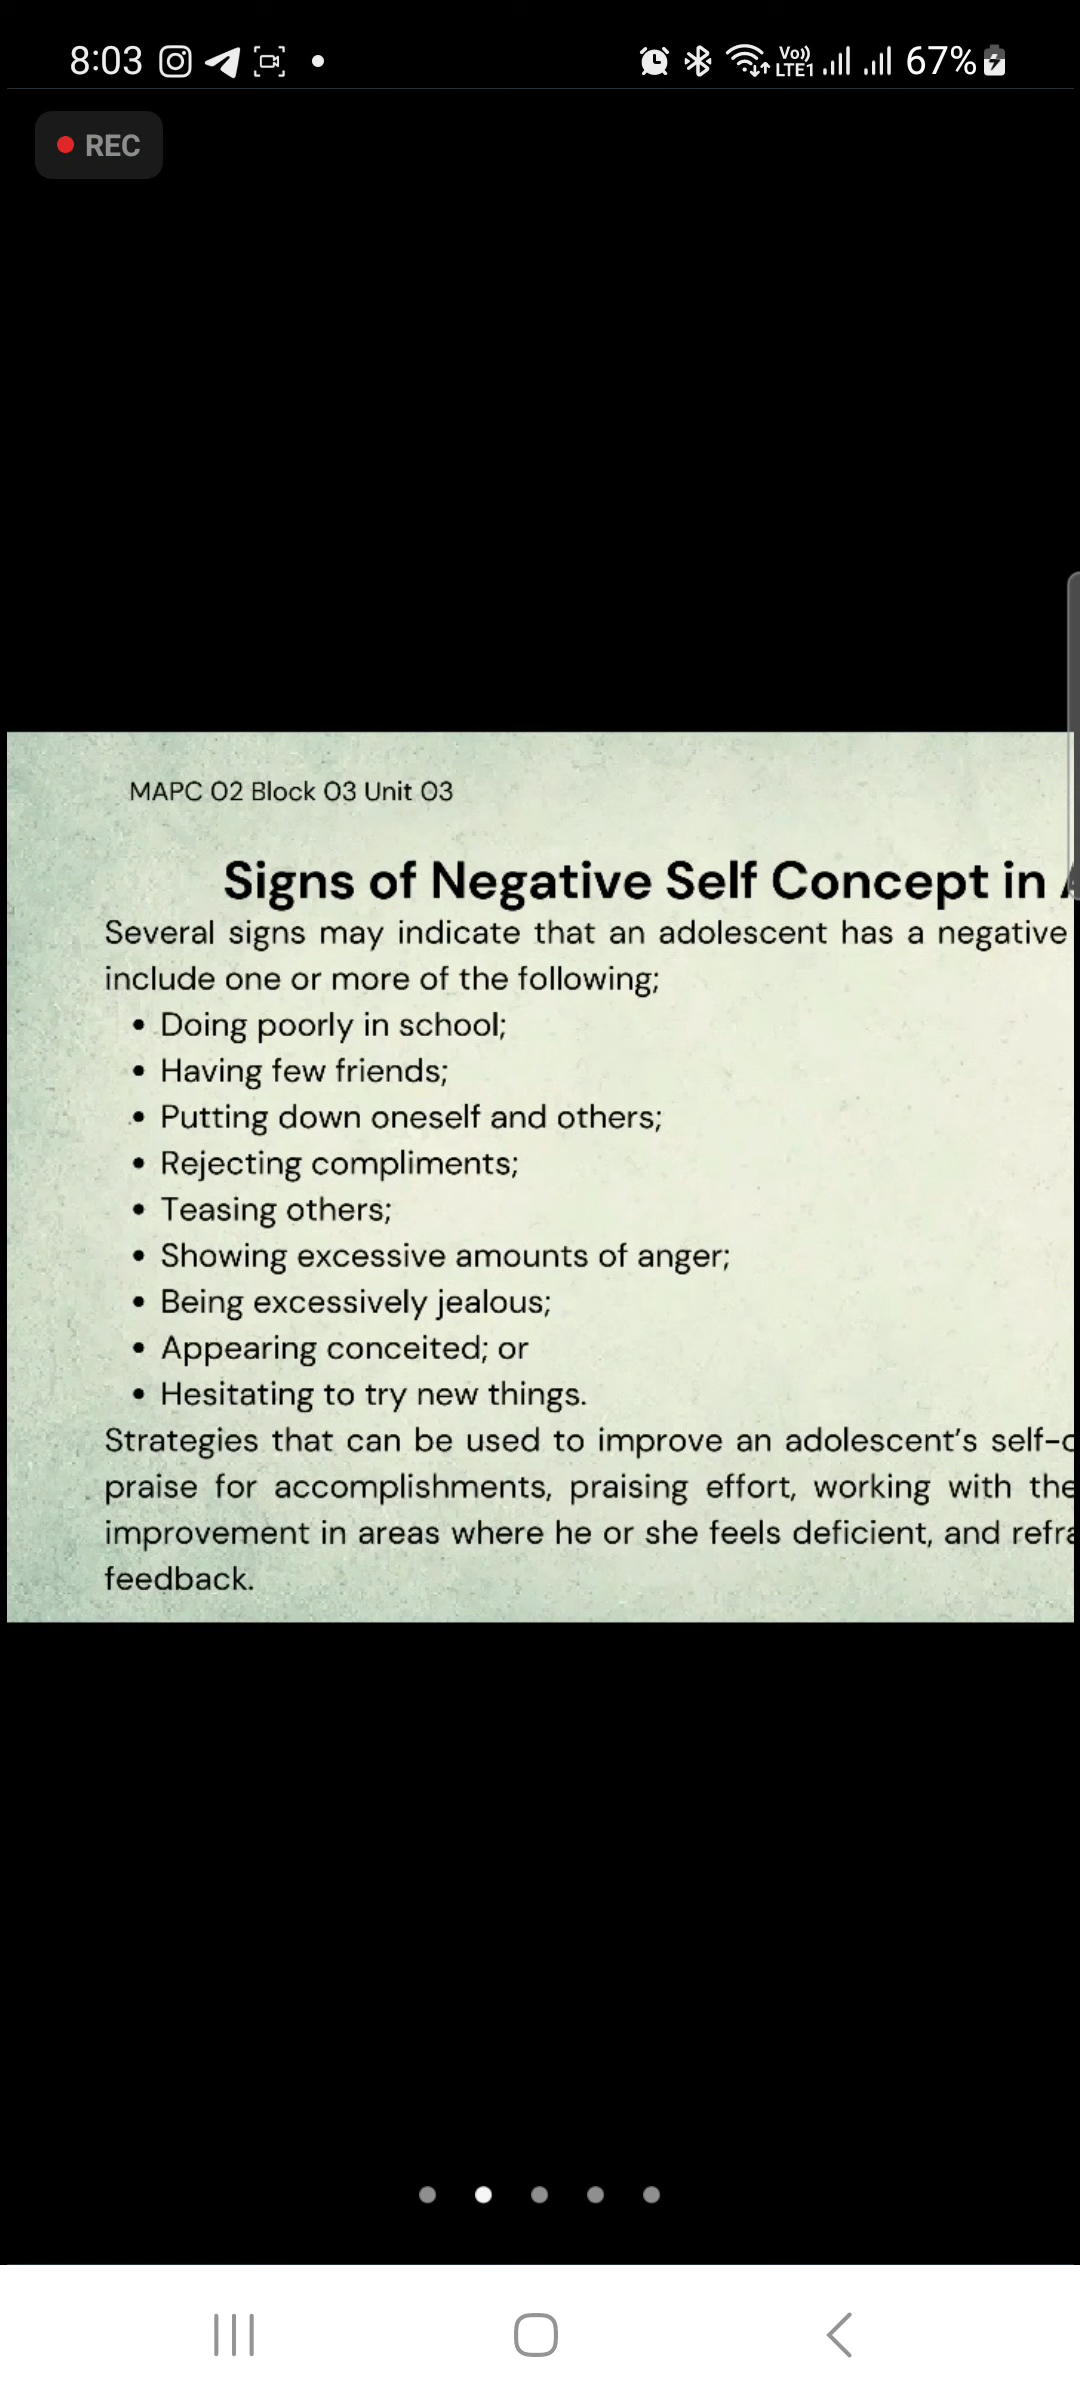 8:03
Vo))
LTE1
67%
REC
MAPC 02 Block 03 Unit 03
Signs of Negative Self Concept in
Several signs may indicate that an adolescent has a negative
include one or more of the following;
• Doing poorly in school;
• Having few friends;
• Putting down oneself and others;
• Rejecting compliments;
• Teasing others;
• Showing excessive amounts of anger;
• Being excessively jealous;
• Appearing conceited; or
• Hesitating to try new things.
Strategies that can be used to improve an adolescent's
praise for accomplishments, praising effort, working with
improvement in areas where he or she feels deficient, and
feedback.